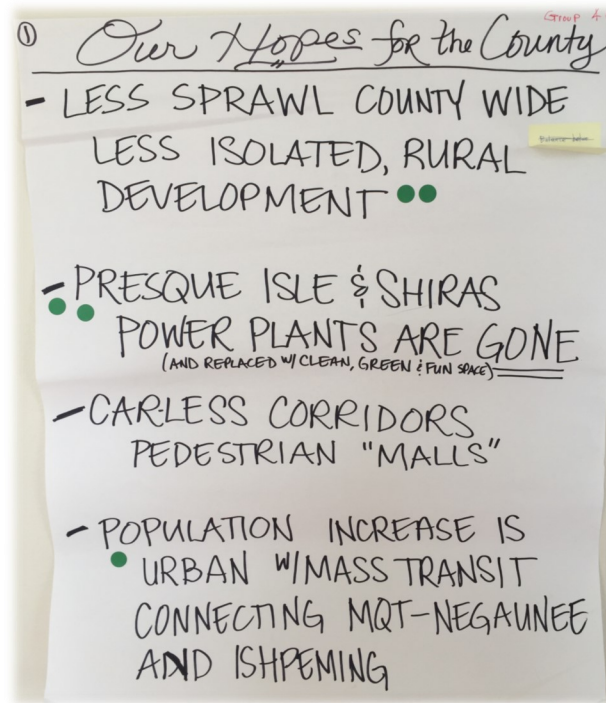 Group A
① Our Hopes for the County
- LESS SPRAWL COUNTY WIDE
LESS ISOLATED, RURAL
DEVELOPMENT
- PRESQUE ISLE & SHIRAS
POWER PLANTS ARE GONE
(AND REPLACED W/ CLEAN, GREEN & FUN SPACE)
- CAR-LESS CORRIDORS
PEDESTRIAN "MALLS"
- POPULATION INCREASE IS
URBAN W/MASS TRANSIT
CONNECTING MQT-NEGAUNEE
AND ISHPEMING